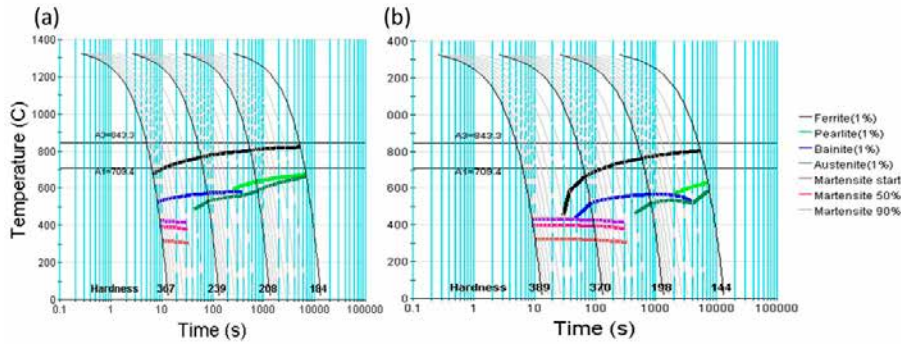 (a)
(b)
1400
1200
1000
800
600
400
200
0
A3=843.3
A1=709.4
Temperature (C)
Hardness 367 239 208 184
0.1 1 10 100 1000 10000 100000
Time (s)
400
200
000
800
600
400
200
0
A3=843.3
A1=709.4
Hardness 389 370 198 144
0.1 1 10 100 1000 10000 100000
Time (s)
Ferrite(1%)
Pearlite(1%)
Bainite(1%)
Austenite(1%)
Martensite start
Martensite 50%
Martensite 90%